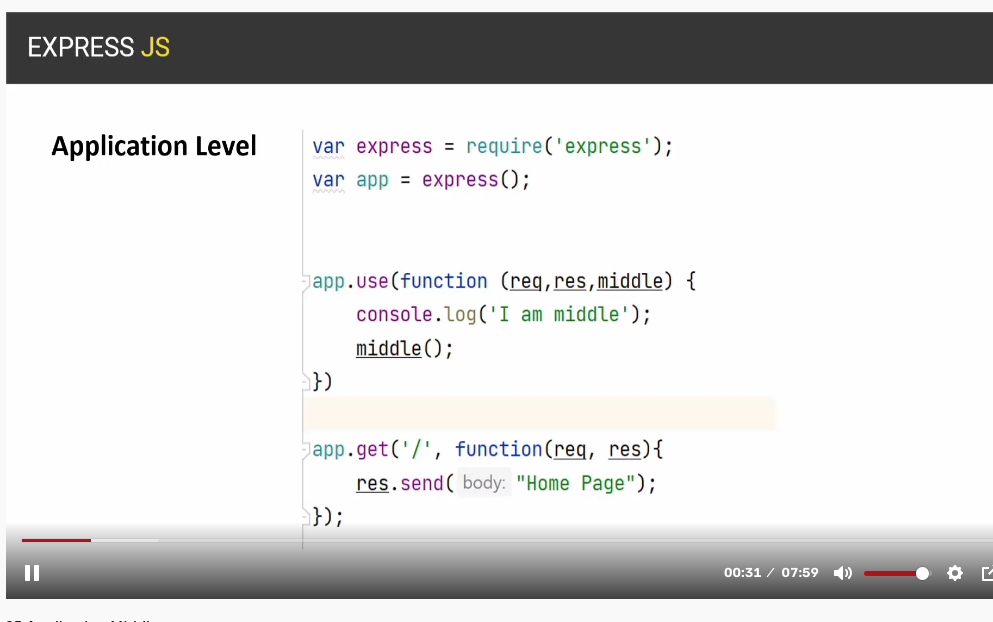 EXPRESS JS
Application Level
var express = require('express');
var app = express();
app.use(function (req,res,middle) {
console.log('I am middle');
middle();
})
app.get('/', function(req, res){
res.send( body: "Home Page");
});
00:31 / 07:59